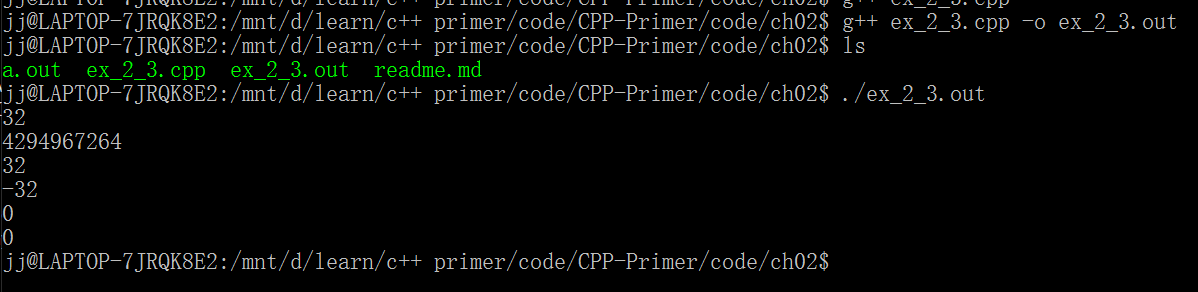 jj@LAPTOP-7JRQK8E2:/mnt/d/learn/c++ primer/code/CPP-Primer/code/ch02$ g++ ex_2_3.cpp
jj@LAPTOP-7JRQK8E2:/mnt/d/learn/c++ primer/code/CPP-Primer/code/ch02$ g++ ex_2_3.cpp -o ex_2_3.out
jj@LAPTOP-7JRQK8E2:/mnt/d/learn/c++ primer/code/CPP-Primer/code/ch02$ ls
a.out  ex_2_3.cpp  ex_2_3.out  readme.md
jj@LAPTOP-7JRQK8E2:/mnt/d/learn/c++ primer/code/CPP-Primer/code/ch02$ ./ex_2_3.out
32
4294967264
32
-32
0
0
jj@LAPTOP-7JRQK8E2:/mnt/d/learn/c++ primer/code/CPP-Primer/code/ch02$